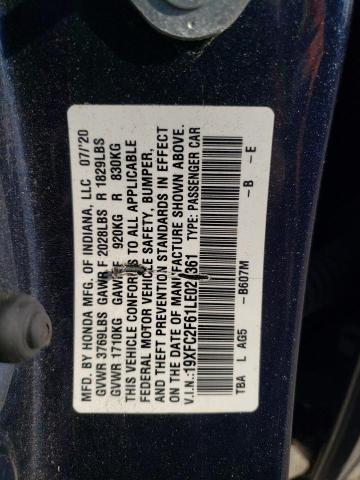 MFD. BY HONDA MFG. OF INDIANA, LLC 07/'20
GVWR 3769LBS GAWR F 2028LBS R 1829LBS
GVWR 1710KG GAWR F 920KG R 830KG
THIS VEHICLE CONFORMS TO ALL APPLICABLE
FEDERAL MOTOR VEHICLE SAFETY, BUMPER,
AND THEFT PREVENTION STANDARDS IN EFFECT
ON THE DATE OF MANUFACTURE SHOWN ABOVE.
V.I.N.: TYPE: PASSENGER CAR
TBA L AG5 -B607M -B -E